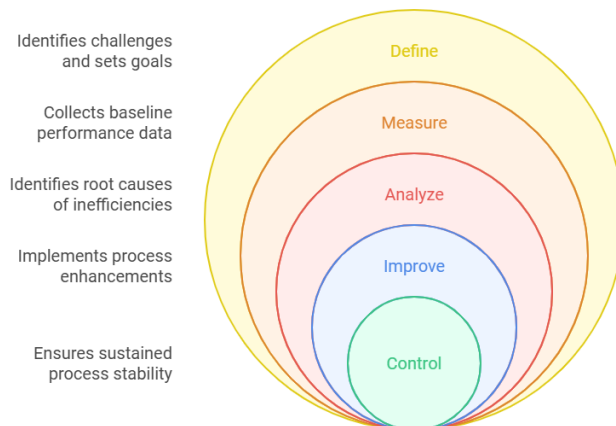 Identifies challenges
and sets goals
Define
Collects baseline
performance data
Measure
Identifies root causes
of inefficiencies
Analyze
Implements process
enhancements
Improve
Ensures sustained
process stability
Control